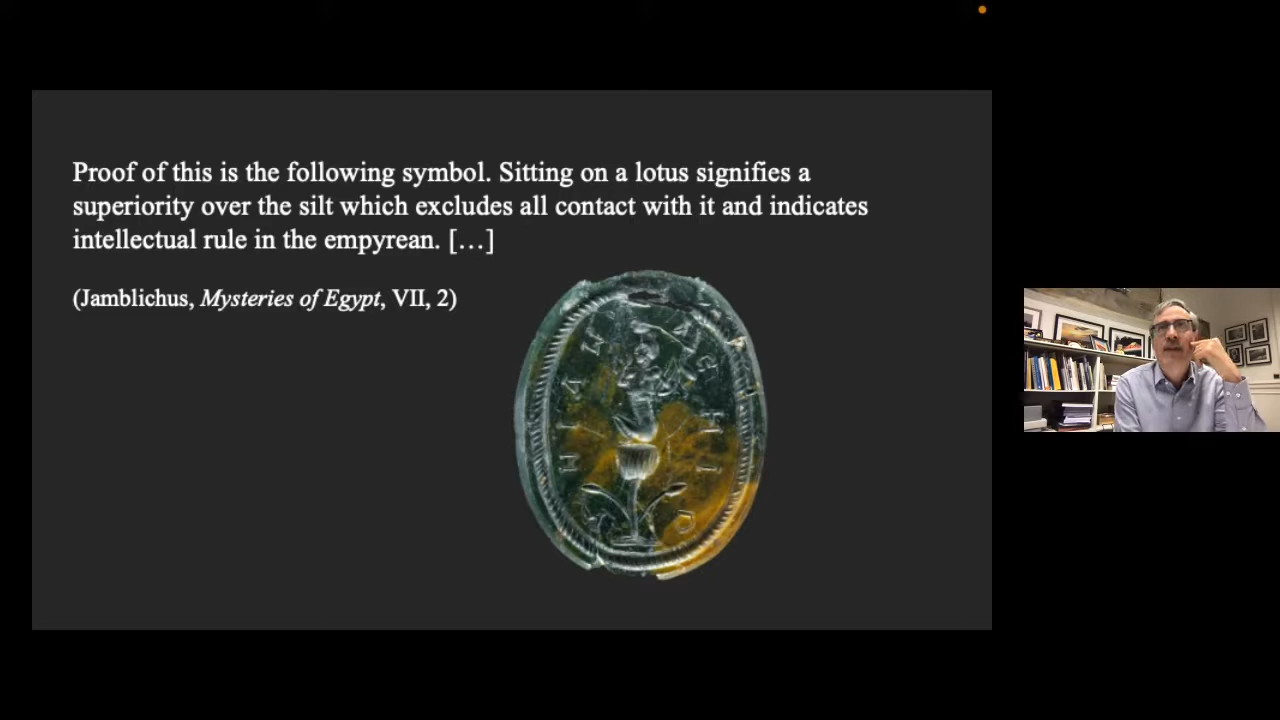 Proof of this is the following symbol. Sitting on a lotus signifies a
superiority over the silt which excludes all contact with it and indicates
intellectual rule in the empyrean. […]
(Jamblichus, Mysteries of Egypt, VII, 2)